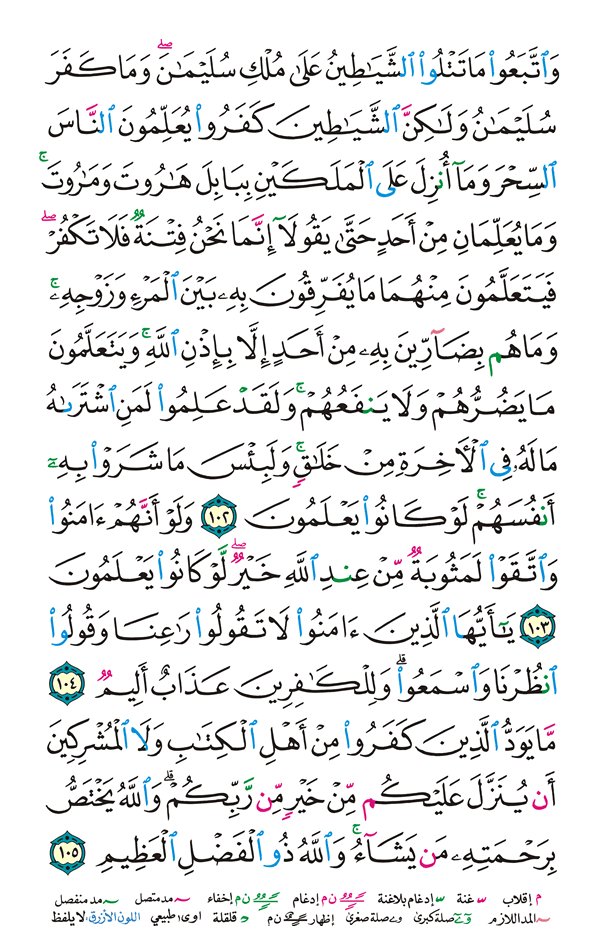 وَٱتَّبَعُوا۟ مَا تَتْلُوا۟ ٱلشَّيَـٰطِينُ عَلَىٰ مُلْكِ سُلَيْمَـٰنَ ۖ وَمَا كَفَرَ
سُلَيْمَـٰنُ وَلَـٰكِنَّ ٱلشَّيَـٰطِينَ كَفَرُوا۟ يُعَلِّمُونَ ٱلنَّاسَ
ٱلسِّحْرَ وَمَآ أُنزِلَ عَلَى ٱلْمَلَكَيْنِ بِبَابِلَ هَـٰرُوتَ وَمَـٰرُوتَ ۚ
وَمَا يُعَلِّمَانِ مِنْ أَحَدٍ حَتَّىٰ يَقُولَآ إِنَّمَا نَحْنُ فِتْنَةٌ فَلَا تَكْفُرْ ۖ
فَيَتَعَلَّمُونَ مِنْهُمَا مَا يُفَرِّقُونَ بِهِۦ بَيْنَ ٱلْمَرْءِ وَزَوْجِهِۦ ۚ
وَمَا هُم بِضَآرِّينَ بِهِۦ مِنْ أَحَدٍ إِلَّا بِإِذْنِ ٱللَّهِ ۚ وَيَتَعَلَّمُونَ
مَا يَضُرُّهُمْ وَلَا يَنفَعُهُمْ ۚ وَلَقَدْ عَلِمُوا۟ لَمَنِ ٱشْتَرَىٰهُ
مَا لَهُۥ فِى ٱلْـَٔاخِرَةِ مِنْ خَلَـٰقٍ ۚ وَلَبِئْسَ مَا شَرَوْا۟ بِهِۦٓ
أَنفُسَهُمْ ۚ لَوْ كَانُوا۟ يَعْلَمُونَ ١٠٢ وَلَوْ أَنَّهُمْ ءَامَنُوا۟
وَٱتَّقَوْا۟ لَمَثُوبَةٌ مِّنْ عِندِ ٱللَّهِ خَيْرٌ ۖ لَّوْ كَانُوا۟ يَعْلَمُونَ
١٠٣ يَـٰٓأَيُّهَا ٱلَّذِينَ ءَامَنُوا۟ لَا تَقُولُوا۟ رَٰعِنَا وَقُولُوا۟
ٱنظُرْنَا وَٱسْمَعُوا۟ ۗ وَلِلْكَـٰفِرِينَ عَذَابٌ أَلِيمٌ ١٠٤
مَّا يَوَدُّ ٱلَّذِينَ كَفَرُوا۟ مِنْ أَهْلِ ٱلْكِتَـٰبِ وَلَا ٱلْمُشْرِكِينَ
أَن يُنَزَّلَ عَلَيْكُم مِّنْ خَيْرٍ مِّن رَّبِّكُمْ ۗ وَٱللَّهُ يَخْتَصُّ
بِرَحْمَتِهِۦ مَن يَشَآءُ ۚ وَٱللَّهُ ذُو ٱلْفَضْلِ ٱلْعَظِيمِ ١٠٥
م إقلاب س غنة س إدغام بلاغنة ن م إدغام ن م إخفاء مد متصل مد منفصل
المد اللازم صلة كبرى صلة صغرى إظهار ن م د قلقلة اوى؛ طبيعي اللون الأزرق: لا يلفظ